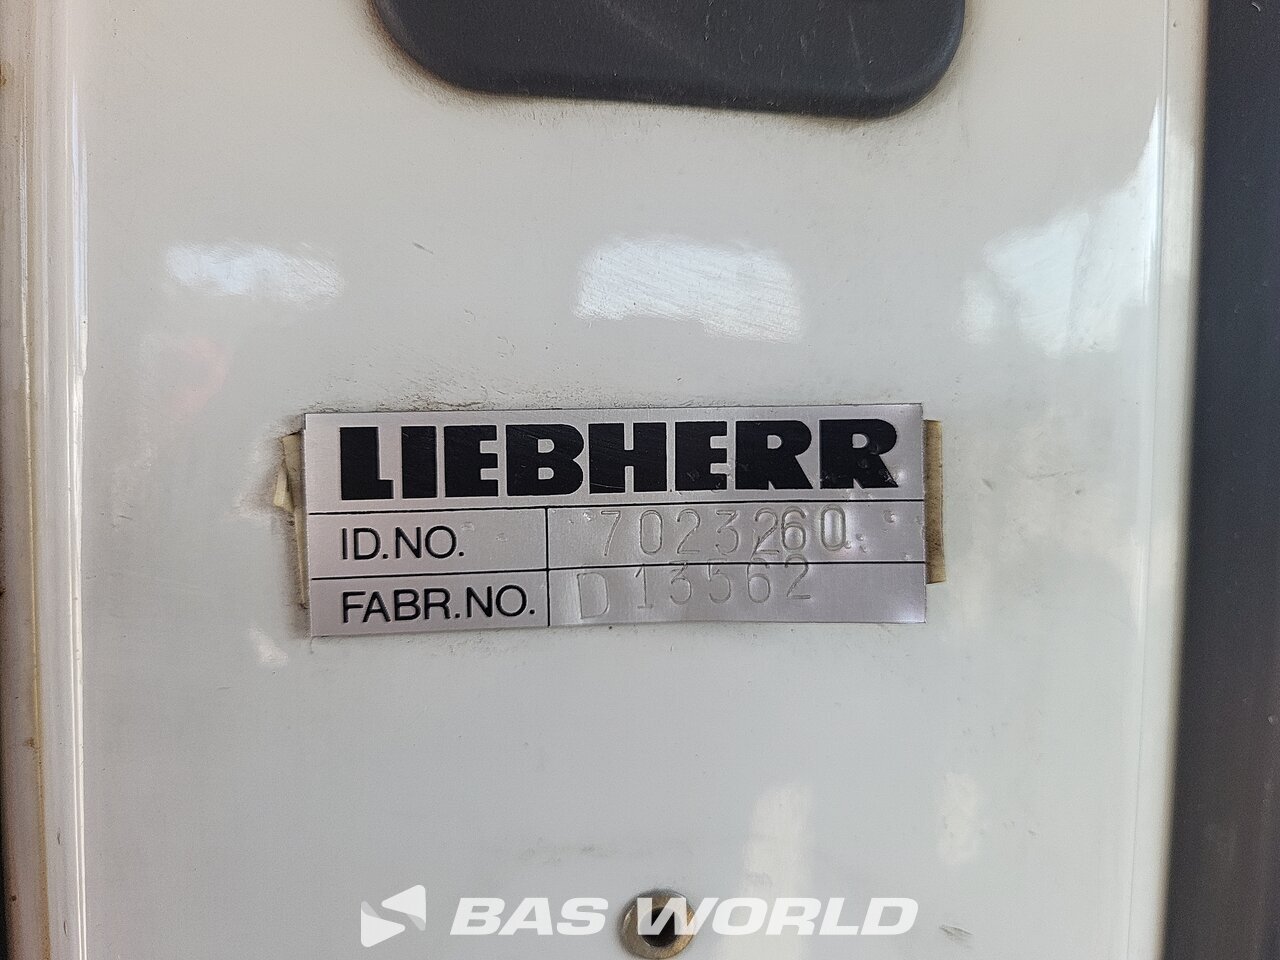 LIEBHERR
ID.NO. 7023260
FABR.NO. D 13562
BAS WORLD